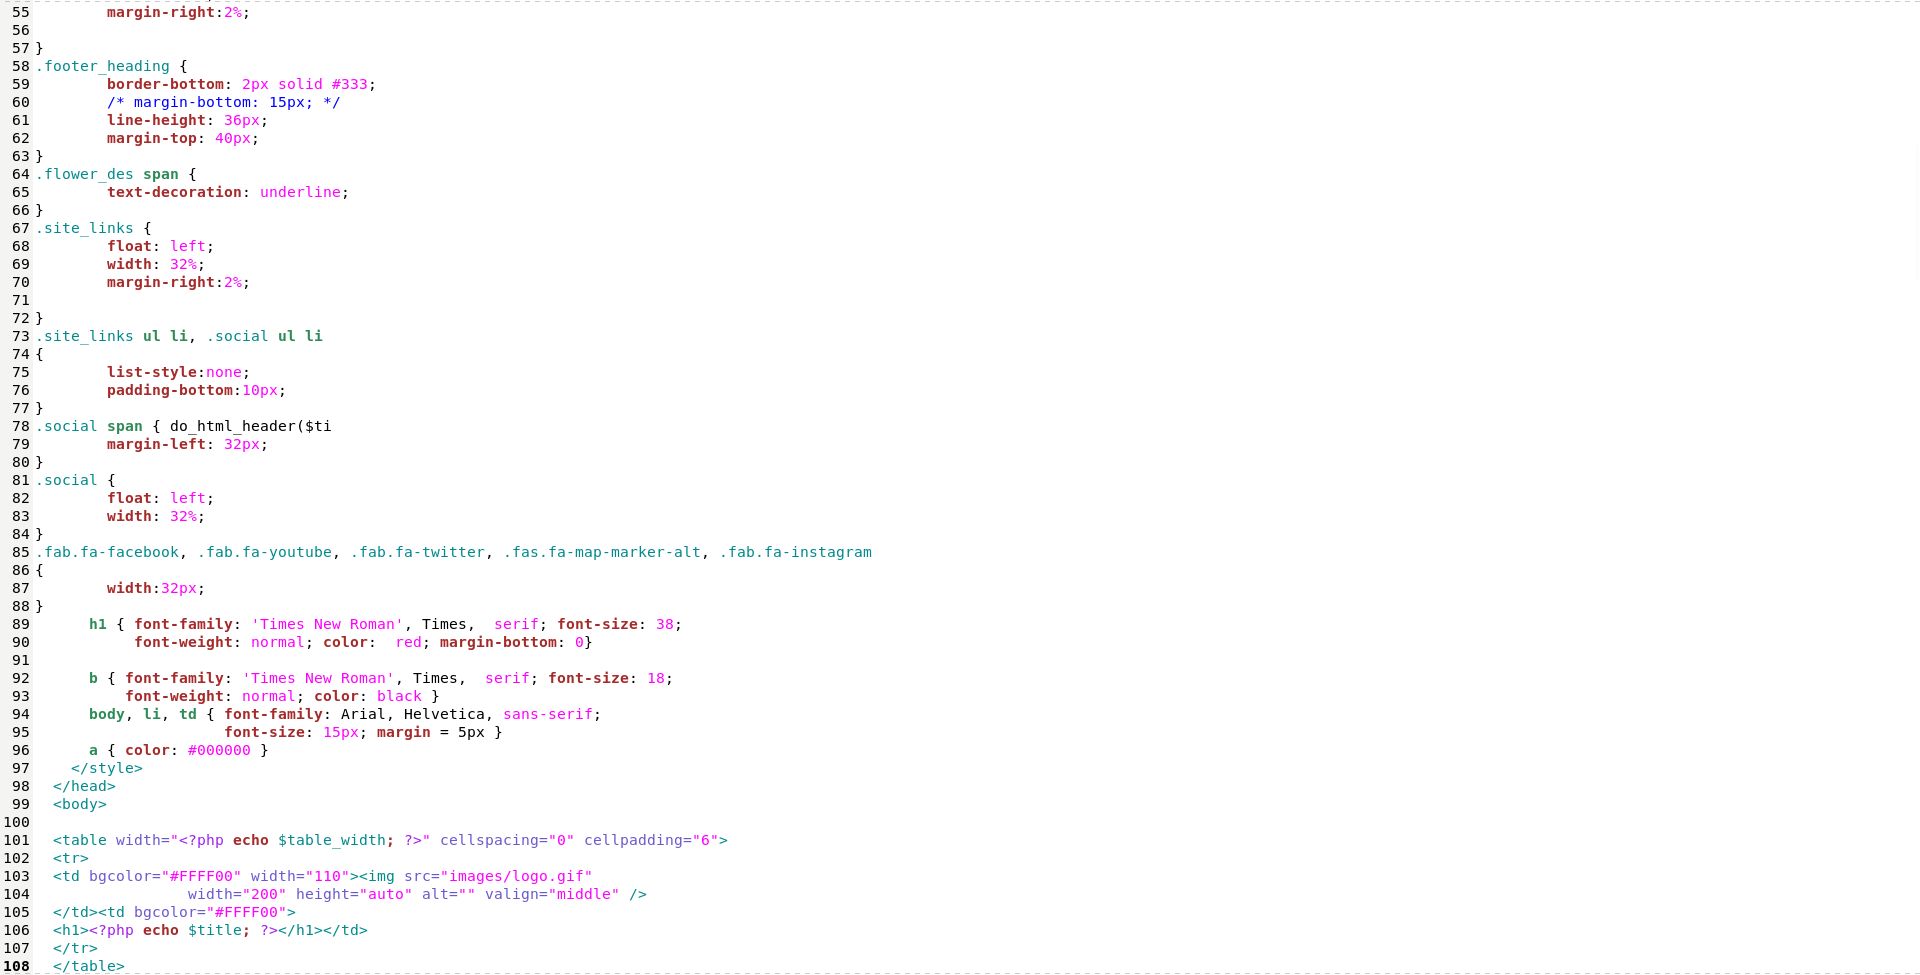 55         margin-right:2%;
56
57 }
58 .footer_heading {
59         border-bottom: 2px solid #333;
60         /* margin-bottom: 15px; */
61         line-height: 36px;
62         margin-top: 40px;
63 }
64 .flower_des span {
65         text-decoration: underline;
66 }
67 .site_links {
68         float: left;
69         width: 32%;
70         margin-right:2%;
71
72 }
73 .site_links ul li, .social ul li
74 {
75         list-style:none;
76         padding-bottom:10px;
77 }
78 .social span { do_html_header($ti
79         margin-left: 32px;
80 }
81 .social {
82         float: left;
83         width: 32%;
84 }
85 .fab.fa-facebook, .fab.fa-youtube, .fab.fa-twitter, .fas.fa-map-marker-alt, .fab.fa-instagram
86 {
87         width:32px;
88 }
89       h1 { font-family: 'Times New Roman', Times,  serif; font-size: 38;
90            font-weight: normal; color:  red; margin-bottom: 0}
91
92       b { font-family: 'Times New Roman', Times,  serif; font-size: 18;
93           font-weight: normal; color: black }
94       body, li, td { font-family: Arial, Helvetica, sans-serif;
95                      font-size: 15px; margin = 5px }
96       a { color: #000000 }
97     </style>
98   </head>
99   <body>
100
101   <table width="<?php echo $table_width; ?>" cellspacing="0" cellpadding="6">
102   <tr>
103   <td bgcolor="#FFFF00" width="110"><img src="images/logo.gif"
104                  width="200" height="auto" alt="" valign="middle" />
105   </td><td bgcolor="#FFFF00">
106   <h1><?php echo $title; ?></h1></td>
107   </tr>
108   </table>